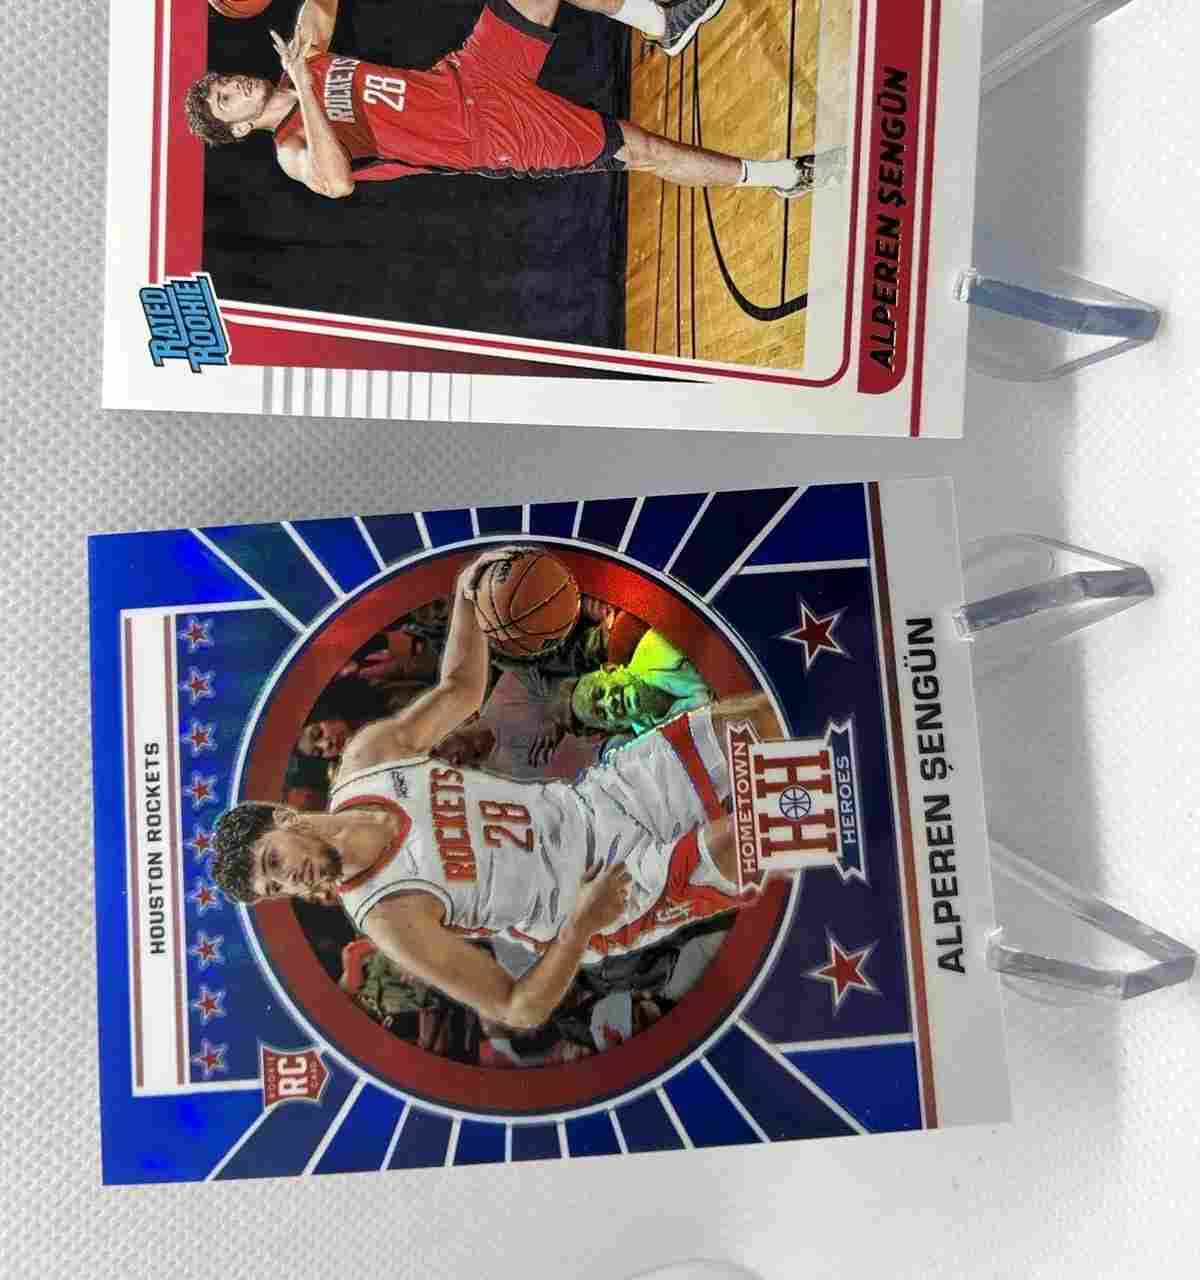 RATED
ROOKIE
ROCKETS
28
ALPEREN ŞENGÜN
HOUSTON ROCKETS
ROOKIE
RC
CARD
ROCKETS
28
HOMETOWN
HH
HEROES
ALPEREN ŞENGÜN